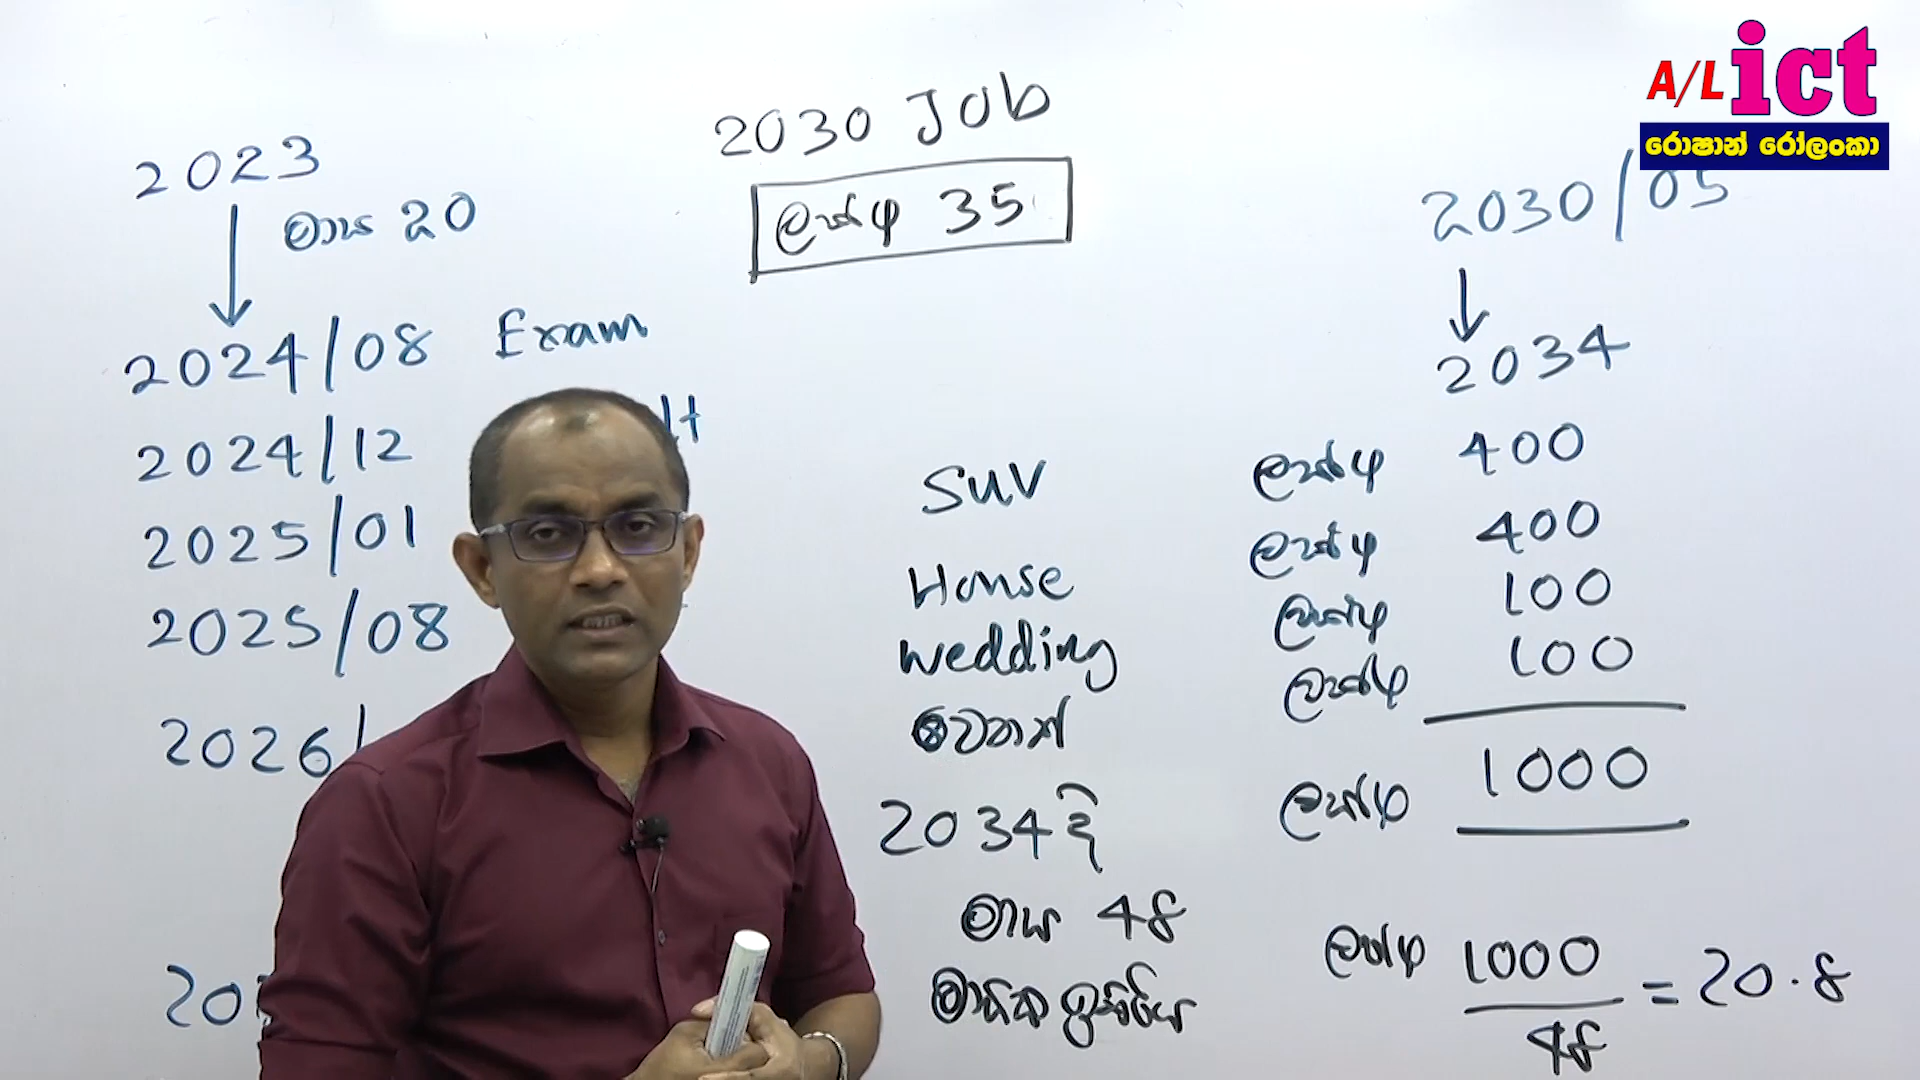 A/L ict
රොෂාන් රෝලංකා
2023
මාස 20
2024/08 Exam
2024/12 lt
2025/01
2025/08
2026/
202
2030 Job
ලක්ෂ 35
SUV
House
wedding
වෙනත්
2034 දී
මාස 48
මාසික ඉතිරිය
2030/05
2034
ලක්ෂ 400
ලක්ෂ 400
ලක්ෂ 100
ලක්ෂ 100
ලක්ෂ 1000
ලක්ෂ 1000
48
= 20.8